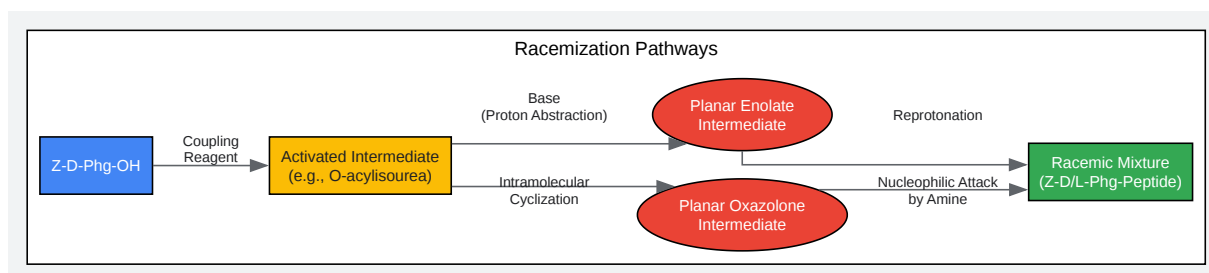 Racemization Pathways
Z-D-Phg-OH
Coupling
Reagent
Activated Intermediate
(e.g., O-acylisourea)
Base
(Proton Abstraction)
Intramolecular
Cyclization
Planar Enolate
Intermediate
Planar Oxazolone
Intermediate
Reprotonation
Nucleophilic Attack
by Amine
Racemic Mixture
(Z-D/L-Phg-Peptide)